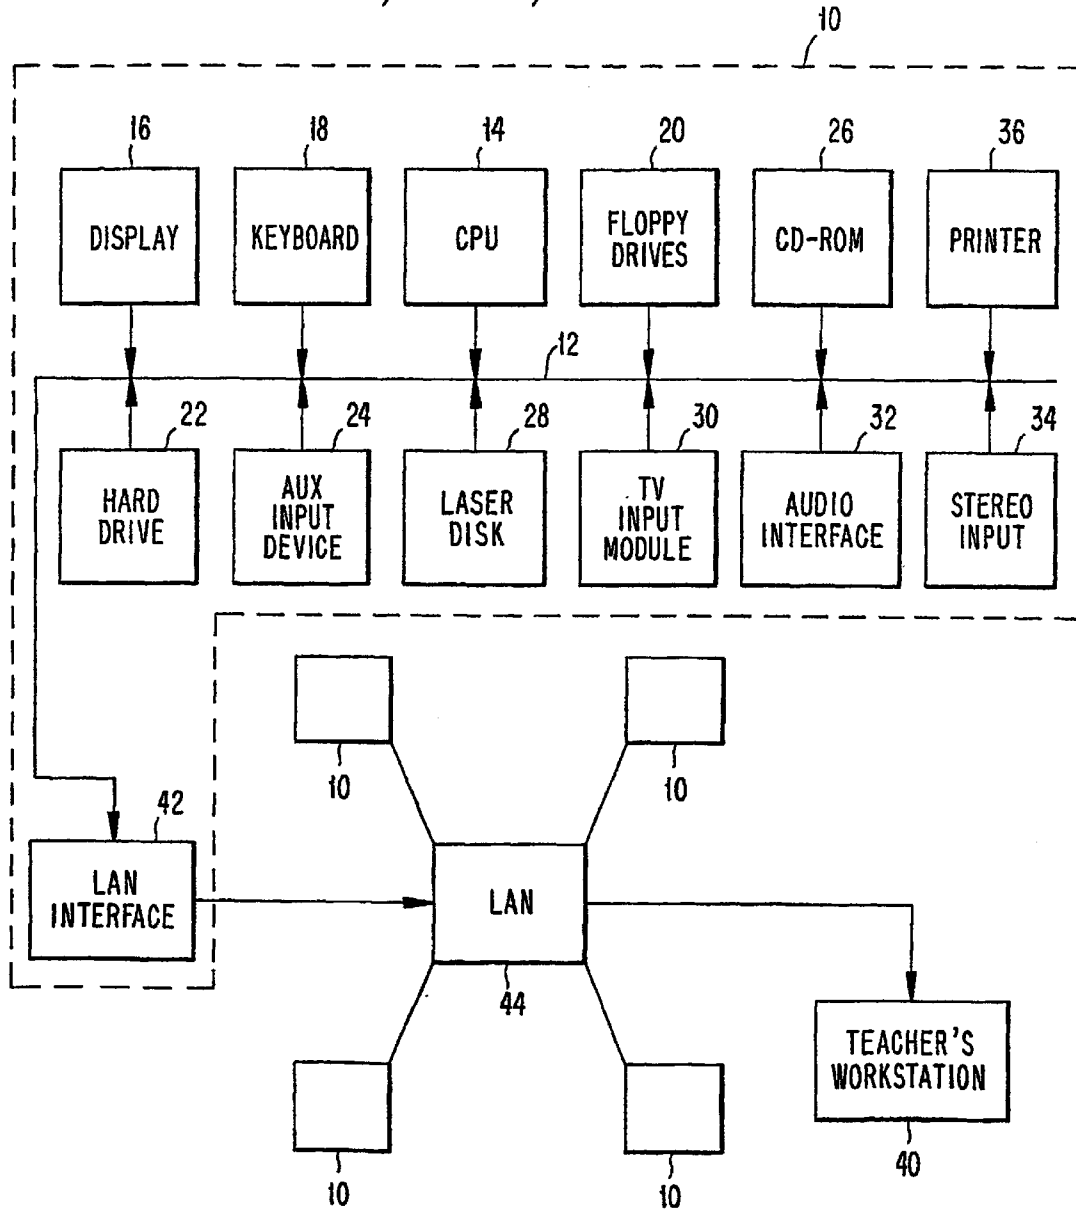 10
16 18 14 20 26 36
DISPLAY KEYBOARD CPU FLOPPY DRIVES CD-ROM PRINTER
12
22 24 28 30 32 34
HARD DRIVE AUX INPUT DEVICE LASER DISK TV INPUT MODULE AUDIO INTERFACE STEREO INPUT
10 10
42
LAN INTERFACE
LAN
44
TEACHER'S
WORKSTATION
40
10 10